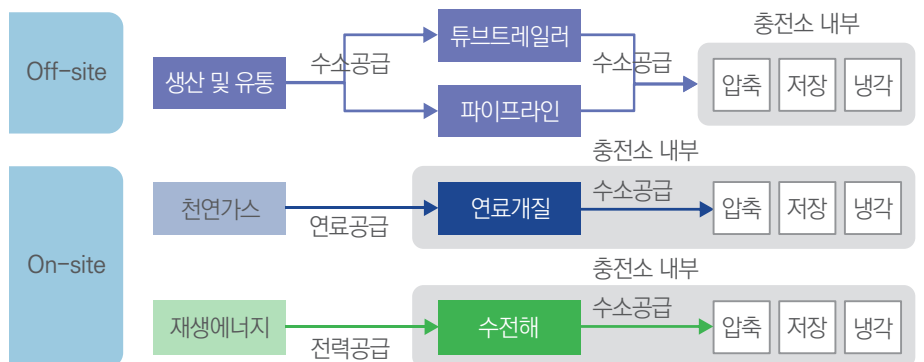 Off-site
생산 및 유통
수소공급
튜브트레일러
파이프라인
수소공급
충전소 내부
압축
저장
냉각
On-site
천연가스
연료공급
충전소 내부
연료개질
수소공급
압축
저장
냉각
재생에너지
전력공급
충전소 내부
수전해
수소공급
압축
저장
냉각